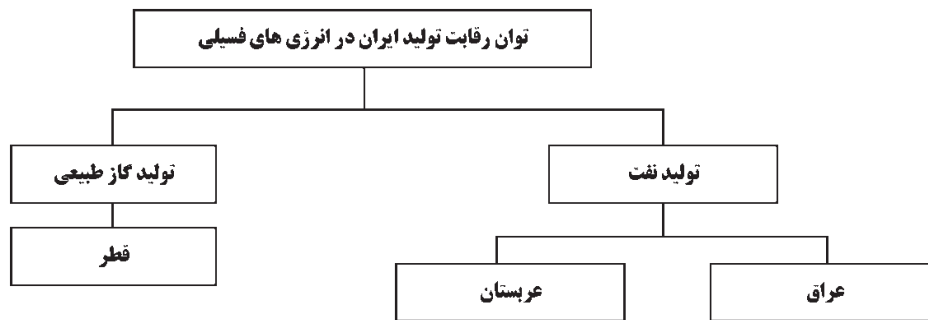 توان رقابت تولید ایران در انرژی های فسیلی
تولید نفت
تولید گاز طبیعی
عراق
عربستان
قطر